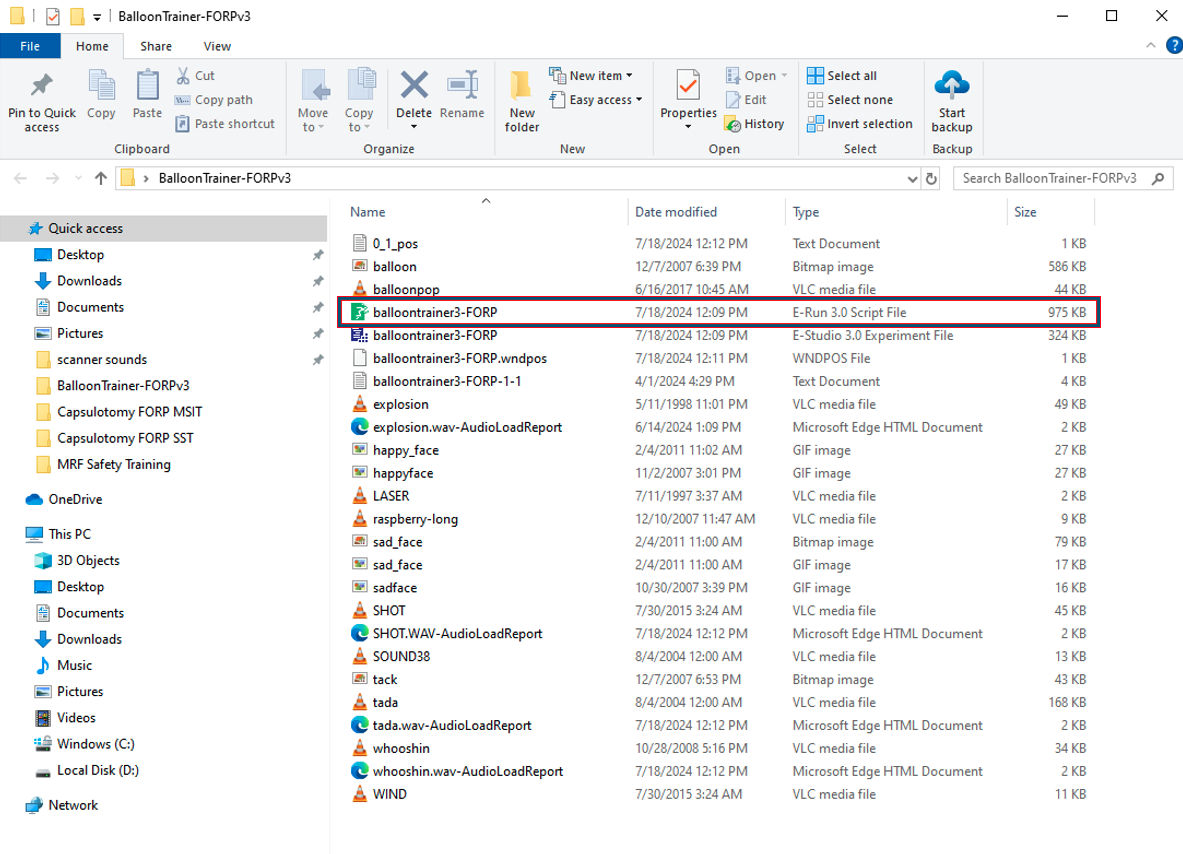 BalloonTrainer-FORPv3
File Home Share View
?
Pin to Quick access
Copy
Paste
Cut
Copy path
Paste shortcut
Clipboard
Move to
Copy to
Delete
Rename
Organize
New folder
New item
Easy access
New
Properties
Open
Edit
History
Open
Select all
Select none
Invert selection
Select
Start backup
Backup
BalloonTrainer-FORPv3
Search BalloonTrainer-FORPv3
Quick access
Desktop
Downloads
Documents
Pictures
scanner sounds
BalloonTrainer-FORPv3
Capsulotomy FORP MSIT
Capsulotomy FORP SST
MRF Safety Training
OneDrive
This PC
3D Objects
Desktop
Documents
Downloads
Music
Pictures
Videos
Windows (C:)
Local Disk (D:)
Network
Name Date modified Type Size
0_1_pos 7/18/2024 12:12 PM Text Document 1 KB
balloon 12/7/2007 6:39 PM Bitmap image 586 KB
balloonpop 6/16/2017 10:45 AM VLC media file 44 KB
balloontrainer3-FORP 7/18/2024 12:09 PM E-Run 3.0 Script File 975 KB
balloontrainer3-FORP 7/18/2024 12:09 PM E-Studio 3.0 Experiment File 324 KB
balloontrainer3-FORP.wndpos 7/18/2024 12:11 PM WNDPOS File 1 KB
balloontrainer3-FORP-1-1 4/1/2024 4:29 PM Text Document 4 KB
explosion 5/11/1998 11:01 PM VLC media file 49 KB
explosion.wav-AudioLoadReport 6/14/2024 1:09 PM Microsoft Edge HTML Document 2 KB
happy_face 2/4/2011 11:02 AM GIF image 27 KB
happyface 11/2/2007 3:01 PM GIF image 27 KB
LASER 7/11/1997 3:37 AM VLC media file 2 KB
raspberry-long 12/10/2007 11:47 AM VLC media file 9 KB
sad_face 2/4/2011 11:00 AM Bitmap image 79 KB
sad_face 2/4/2011 11:00 AM GIF image 17 KB
sadface 10/30/2007 3:39 PM GIF image 16 KB
SHOT 7/30/2015 3:24 AM VLC media file 45 KB
SHOT.WAV-AudioLoadReport 7/18/2024 12:12 PM Microsoft Edge HTML Document 2 KB
SOUND38 8/4/2004 12:00 AM VLC media file 13 KB
tack 12/7/2007 6:53 PM Bitmap image 43 KB
tada 8/4/2004 12:00 AM VLC media file 168 KB
tada.wav-AudioLoadReport 7/18/2024 12:12 PM Microsoft Edge HTML Document 2 KB
whooshin 10/28/2008 5:16 PM VLC media file 34 KB
whooshin.wav-AudioLoadReport 7/18/2024 12:12 PM Microsoft Edge HTML Document 2 KB
WIND 7/30/2015 3:24 AM VLC media file 11 KB